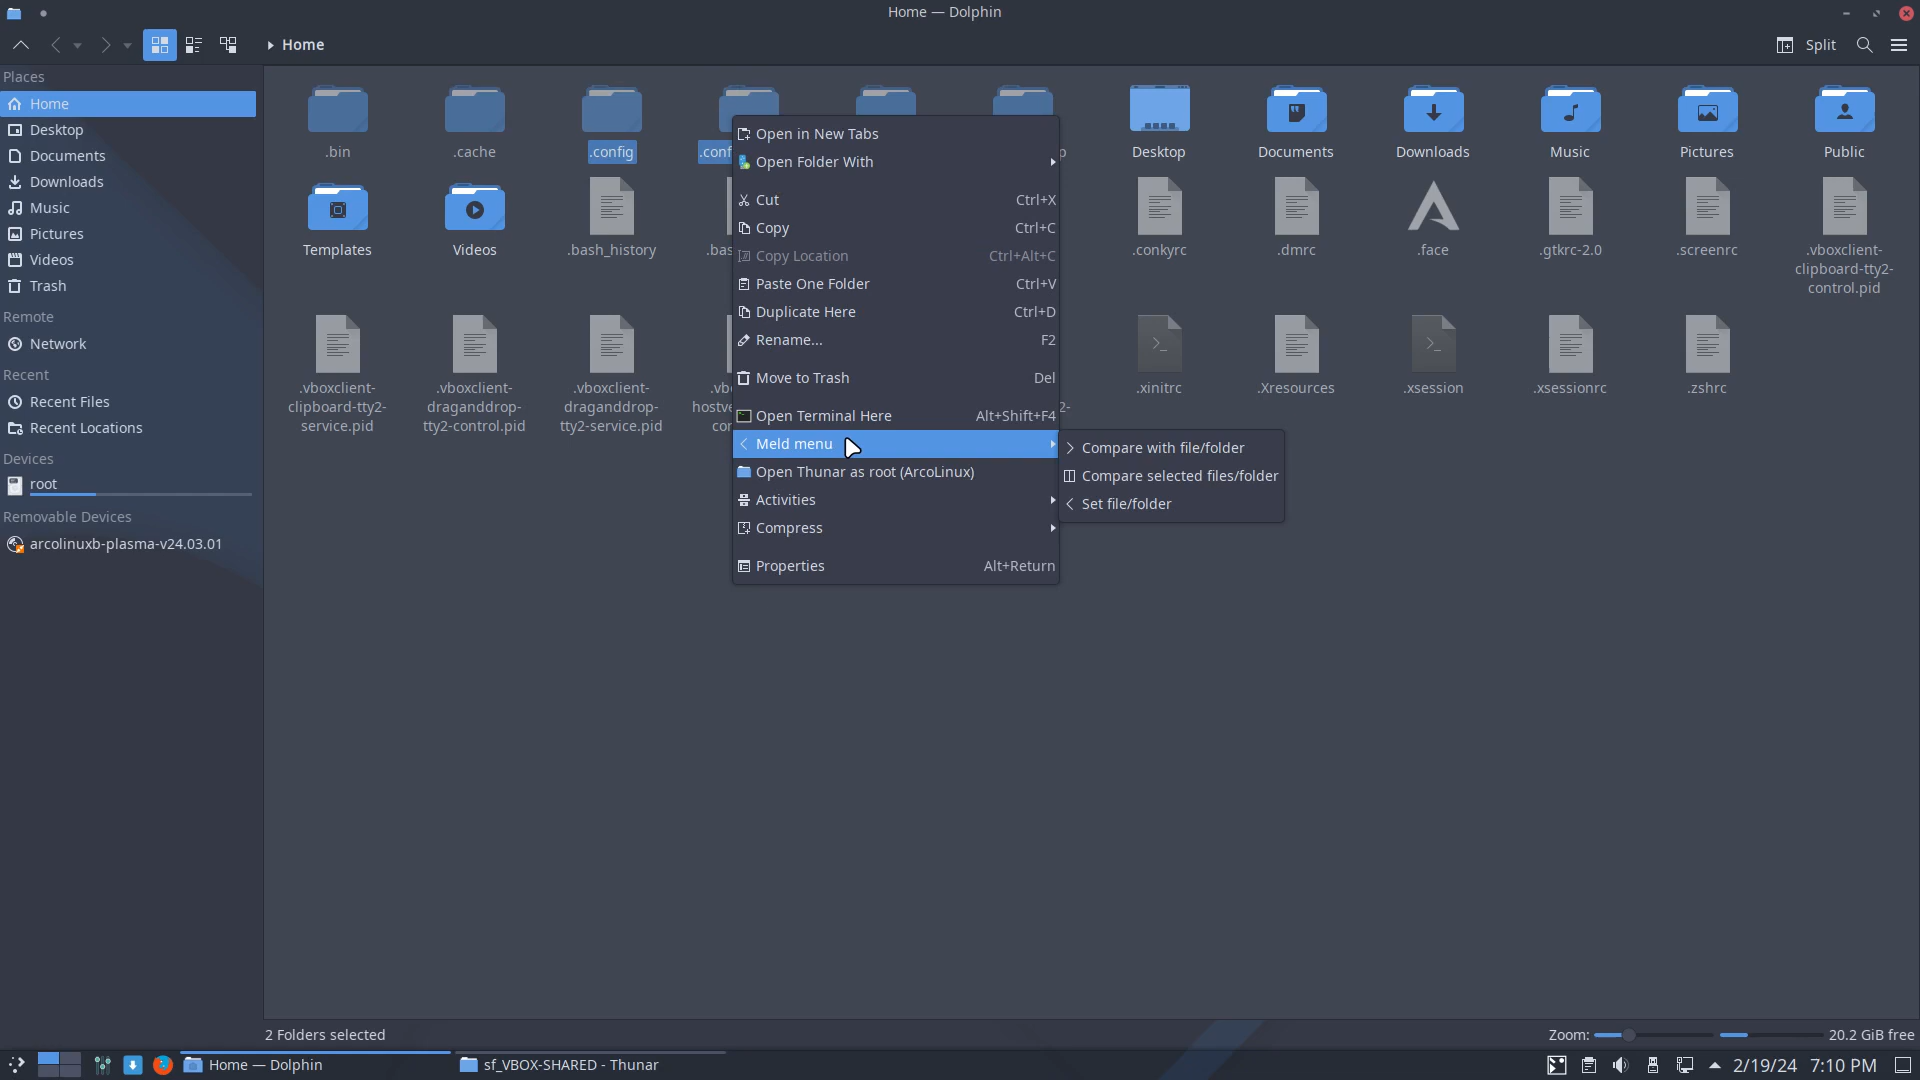 Home — Dolphin
Home
Split
Places
Home
Desktop
Documents
Downloads
Music
Pictures
Videos
Trash
Remote
Network
Recent
Recent Files
Recent Locations
Devices
root
Removable Devices
arcolinuxb-plasma-v24.03.01
.bin
.cache
.config
.conf
Desktop
Documents
Downloads
Music
Pictures
Public
Templates
Videos
.bash_history
.bas
.conkyrc
.dmrc
.face
.gtkrc-2.0
.screenrc
.vboxclient-
clipboard-tty2-
control.pid
.vboxclient-
clipboard-tty2-
service.pid
.vboxclient-
draganddrop-
tty2-control.pid
.vboxclient-
draganddrop-
tty2-service.pid
.vb
hostve
con
2-
.xinitrc
.Xresources
.xsession
.xsessionrc
.zshrc
Open in New Tabs
Open Folder With
Cut Ctrl+X
Copy Ctrl+C
Copy Location Ctrl+Alt+C
Paste One Folder Ctrl+V
Duplicate Here Ctrl+D
Rename... F2
Move to Trash Del
Open Terminal Here Alt+Shift+F4
Meld menu
Open Thunar as root (ArcoLinux)
Activities
Compress
Properties Alt+Return
Compare with file/folder
Compare selected files/folder
Set file/folder
2 Folders selected
Zoom:
20.2 GiB free
Home — Dolphin
sf_VBOX-SHARED - Thunar
2/19/24 7:10 PM